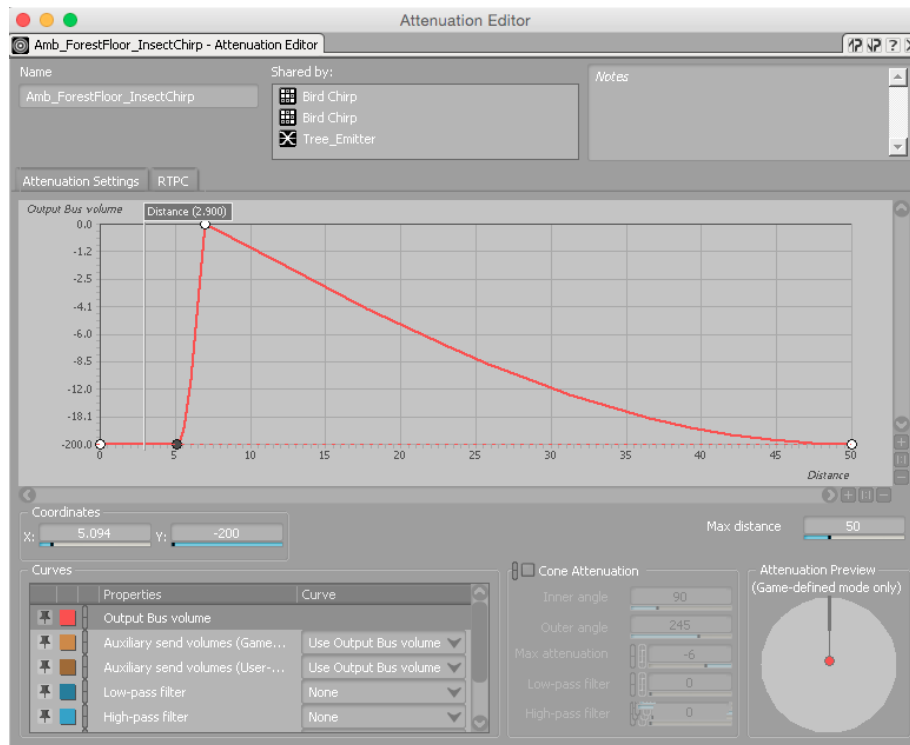 Attenuation Editor
Amb_ForestFloor_InsectChirp - Attenuation Editor
Name
Shared by:
Notes
Amb_ForestFloor_InsectChirp
Bird Chirp
Bird Chirp
Tree_Emitter
Attenuation Settings RTPC
Output Bus volume
Distance (2.900)
0.0
-1.2
-2.5
-4.1
-6.0
-8.5
-12.0
-18.1
-200.0
0 5 10 15 20 25 30 35 40 45 50
Distance
Coordinates
X: 5.094 Y: -200
Max distance 50
Curves
Properties Curve
Output Bus volume
Auxiliary send volumes (Game... Use Output Bus volume
Auxiliary send volumes (User-... Use Output Bus volume
Low-pass filter None
High-pass filter None
Cone Attenuation
Inner angle 90
Outer angle 245
Max attenuation -6
Low-pass filter 0
High-pass filter 0
Attenuation Preview
(Game-defined mode only)